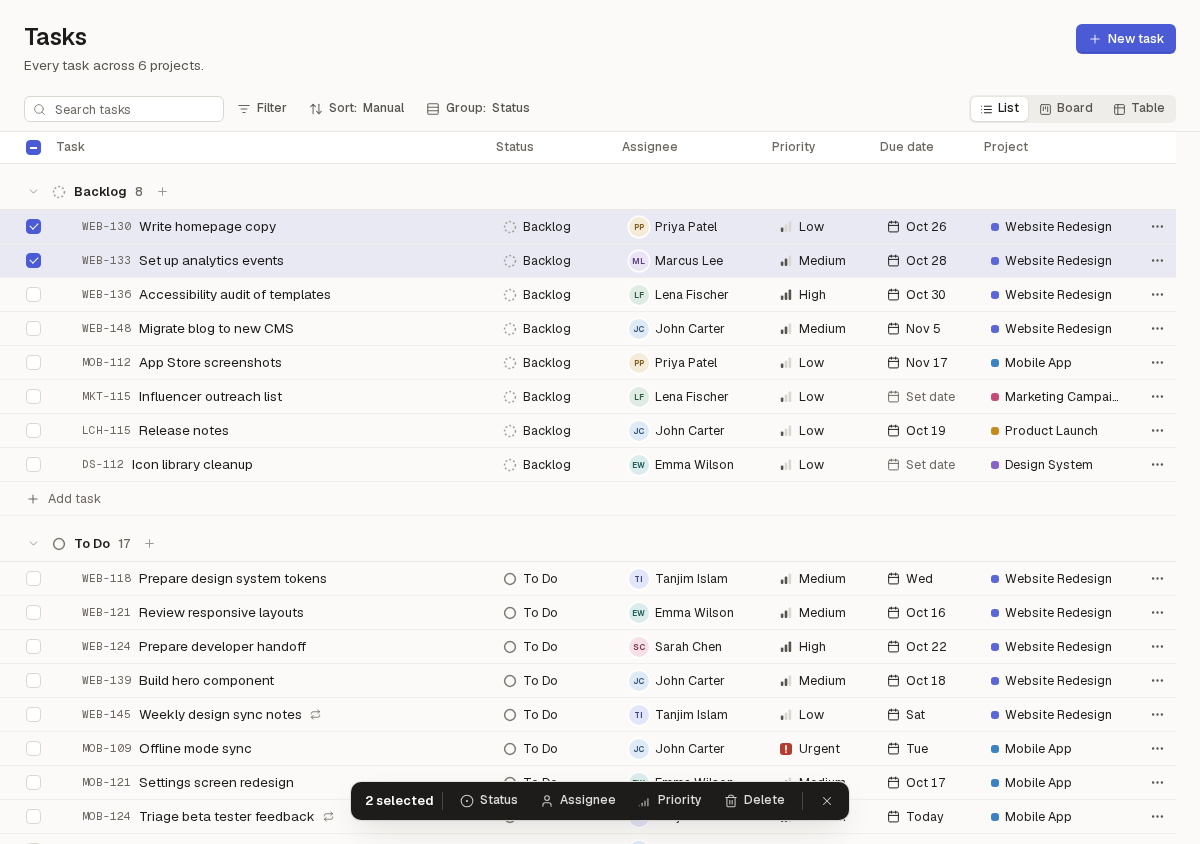 Tasks
New task
Every task across 6 projects.
Search tasks Filter Sort: Manual Group: Status List Board Table
Task Status Assignee Priority Due date Project
Backlog 8
WEB-130 Write homepage copy Backlog PP Priya Patel Low Oct 26 Website Redesign
WEB-133 Set up analytics events Backlog ML Marcus Lee Medium Oct 28 Website Redesign
WEB-136 Accessibility audit of templates Backlog LF Lena Fischer High Oct 30 Website Redesign
WEB-148 Migrate blog to new CMS Backlog JC John Carter Medium Nov 5 Website Redesign
MOB-112 App Store screenshots Backlog PP Priya Patel Low Nov 17 Mobile App
MKT-115 Influencer outreach list Backlog LF Lena Fischer Low Set date Marketing Campai…
LCH-115 Release notes Backlog JC John Carter Low Oct 19 Product Launch
DS-112 Icon library cleanup Backlog EW Emma Wilson Low Set date Design System
Add task
To Do 17
WEB-118 Prepare design system tokens To Do TI Tanjim Islam Medium Wed Website Redesign
WEB-121 Review responsive layouts To Do EW Emma Wilson Medium Oct 16 Website Redesign
WEB-124 Prepare developer handoff To Do SC Sarah Chen High Oct 22 Website Redesign
WEB-139 Build hero component To Do JC John Carter Medium Oct 18 Website Redesign
WEB-145 Weekly design sync notes To Do TI Tanjim Islam Low Sat Website Redesign
MOB-109 Offline mode sync To Do JC John Carter Urgent Tue Mobile App
MOB-121 Settings screen redesign To Do Emma Wilson Medium Oct 17 Mobile App
2 selected Status Assignee Priority Delete
MOB-124 Triage beta tester feedback Today Mobile App